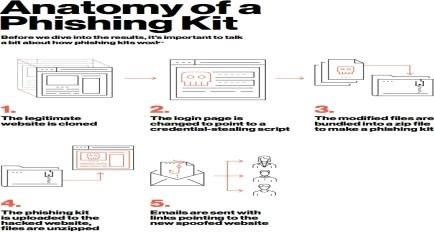 Anatomy of a
Phishing Kit
Before we dive into the results, it's important to talk
a bit about how phishing kits work.
1.
The legitimate
website is cloned
2.
The login page is
changed to point to a
credential-stealing script
3.
The modified files are
bundled into a zip file
to make a phishing kit
4.
The phishing kit
is uploaded to the
hacked website,
files are unzipped
5.
Emails are sent with
links pointing to the
new spoofed website